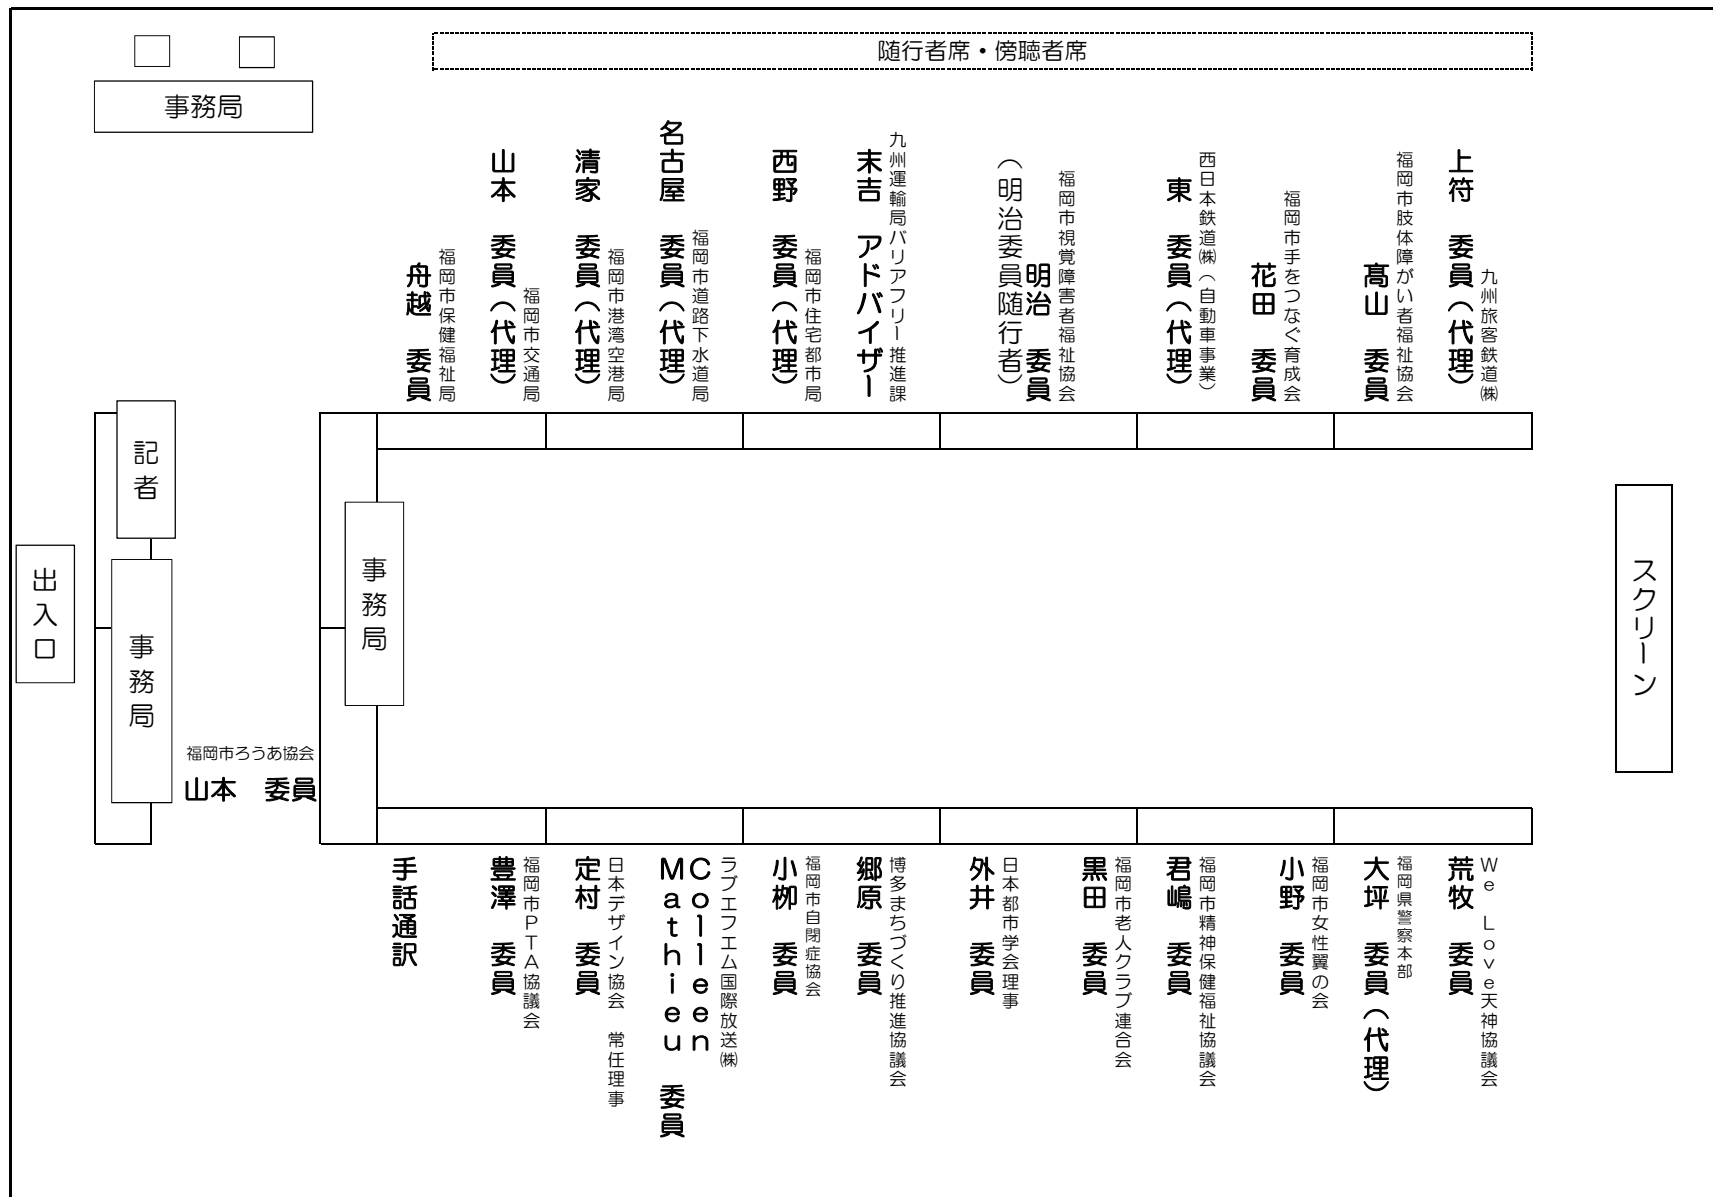 随行者席・傍聴者席
事務局
九州旅客鉄道㈱
上符　委員（代理）
福岡市肢体障がい者福祉協会
髙山　委員
福岡市手をつなぐ育成会
花田　委員
西日本鉄道㈱（自動車事業）
東　委員（代理）
福岡市視覚障害者福祉協会
明治　委員
（明治委員随行者）
九州運輸局バリアフリー推進課
末吉　アドバイザー
福岡市住宅都市局
西野　委員（代理）
福岡市道路下水道局
名古屋　委員（代理）
福岡市港湾空港局
清家　委員（代理）
福岡市交通局
山本　委員（代理）
福岡市保健福祉局
舟越　委員
記者
出入口
事務局
事務局
スクリーン
福岡市ろうあ協会
山本　委員
Ｗｅ　Ｌｏｖｅ天神協議会
荒牧　委員
福岡県警察本部
大坪　委員（代理）
福岡市女性翼の会
小野　委員
福岡市精神保健福祉協議会
君嶋　委員
福岡市老人クラブ連合会
黒田　委員
日本都市学会理事
外井　委員
博多まちづくり推進協議会
郷原　委員
福岡市自閉症協会
小栁　委員
ラブエフエム国際放送㈱
Ｃｏｌｌｅｅｎ
Ｍａｔｈｉｅｕ　委員
日本デザイン協会　常任理事
定村　委員
福岡市ＰＴＡ協議会
豊澤　委員
手話通訳